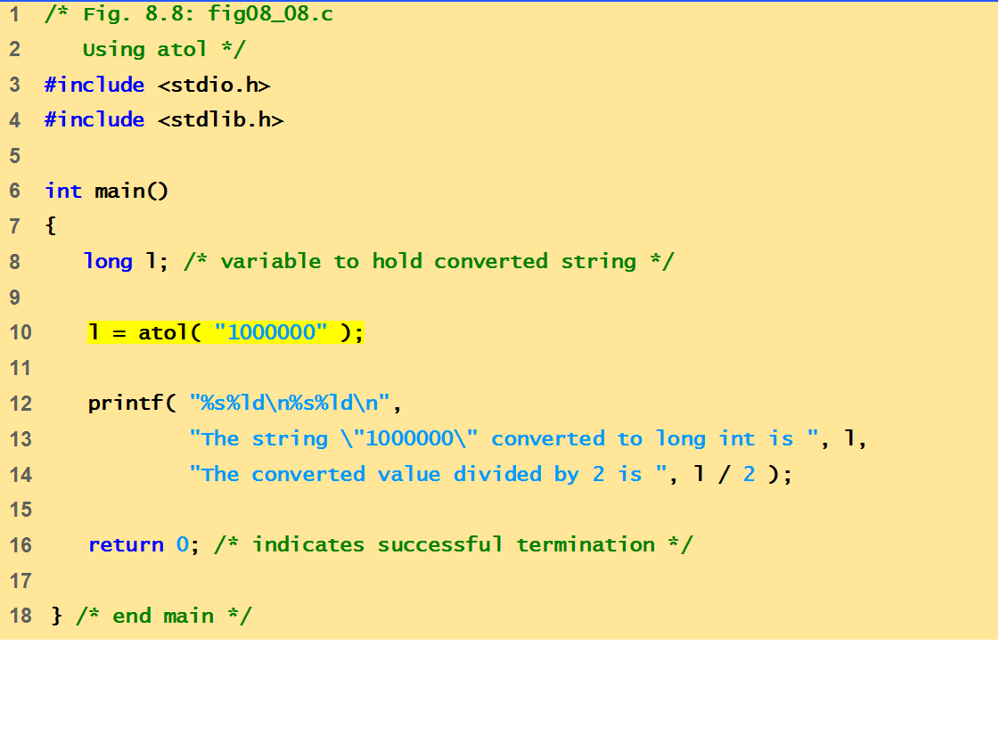 1 /* Fig. 8.8: fig08_08.c
2 Using atol */
3 #include <stdio.h>
4 #include <stdlib.h>
5
6 int main()
7 {
8 long l; /* variable to hold converted string */
9
10 l = atol( "1000000" );
11
12 printf( "%s%ld\n%s%ld\n",
13 "The string \"1000000\" converted to long int is ", l,
14 "The converted value divided by 2 is ", l / 2 );
15
16 return 0; /* indicates successful termination */
17
18 } /* end main */